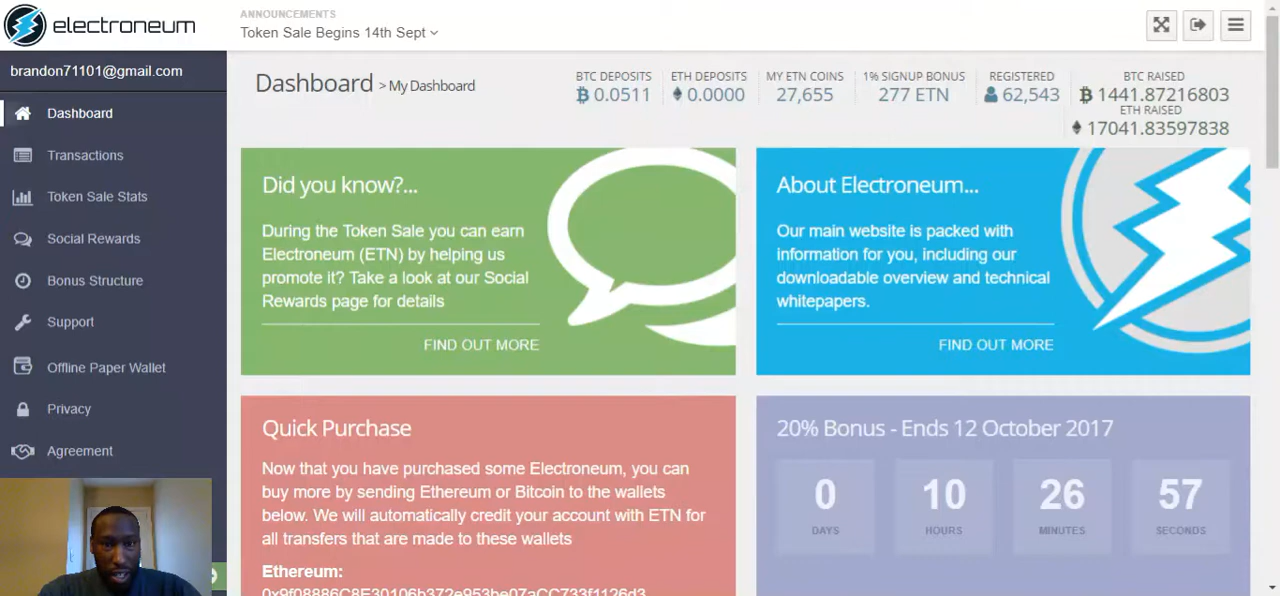 electroneum
ANNOUNCEMENTS
Token Sale Begins 14th Sept
brandon71101@gmail.com
Dashboard
Transactions
Token Sale Stats
Social Rewards
Bonus Structure
Support
Offline Paper Wallet
Privacy
Agreement
Dashboard > My Dashboard
BTC DEPOSITS
0.0511
ETH DEPOSITS
0.0000
MY ETN COINS
27,655
1% SIGNUP BONUS
277 ETN
REGISTERED
62,543
BTC RAISED
1441.87216803
ETH RAISED
17041.83597838
Did you know?...
During the Token Sale you can earn
Electroneum (ETN) by helping us
promote it? Take a look at our Social
Rewards page for details
FIND OUT MORE
About Electroneum...
Our main website is packed with
information for you, including our
downloadable overview and technical
whitepapers.
FIND OUT MORE
Quick Purchase
Now that you have purchased some Electroneum, you can
buy more by sending Ethereum or Bitcoin to the wallets
below. We will automatically credit your account with ETN for
all transfers that are made to these wallets
Ethereum:
20% Bonus - Ends 12 October 2017
0
DAYS
10
HOURS
26
MINUTES
57
SECONDS